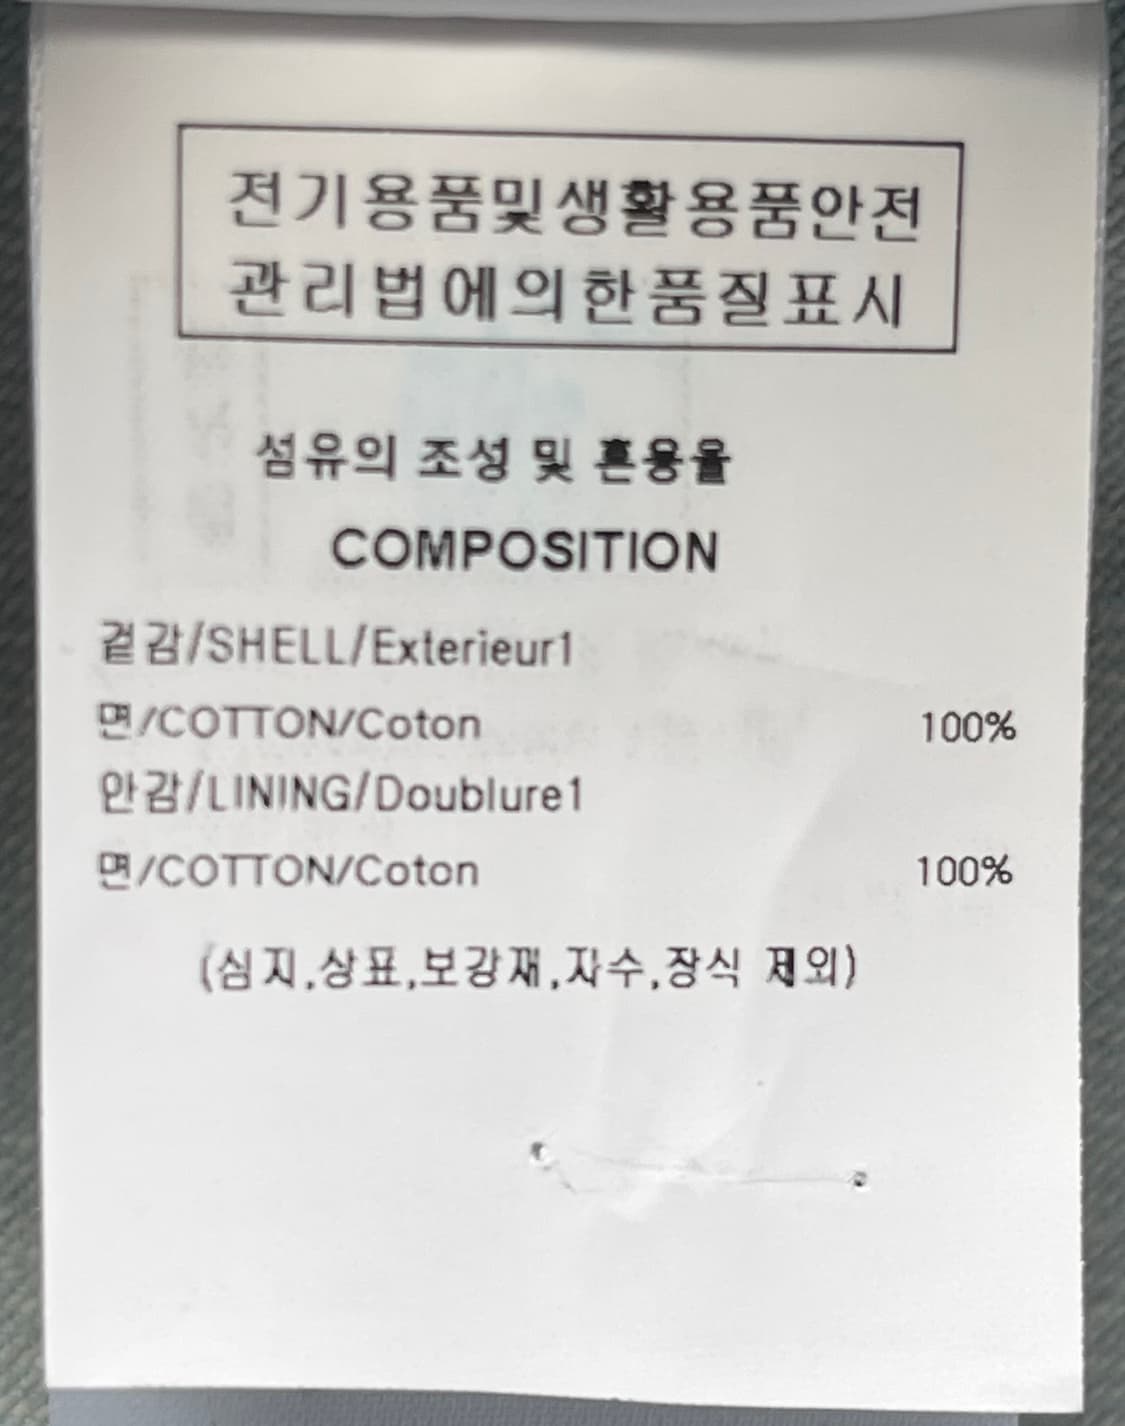 전기용품및생활용품안전
관리법에의한품질표시
섬유의 조성 및 혼용율
COMPOSITION
겉감/SHELL/Exterieur1
면/COTTON/Coton 100%
안감/LINING/Doublure1
면/COTTON/Coton 100%
(심지,상표,보강재,자수,장식 제외)